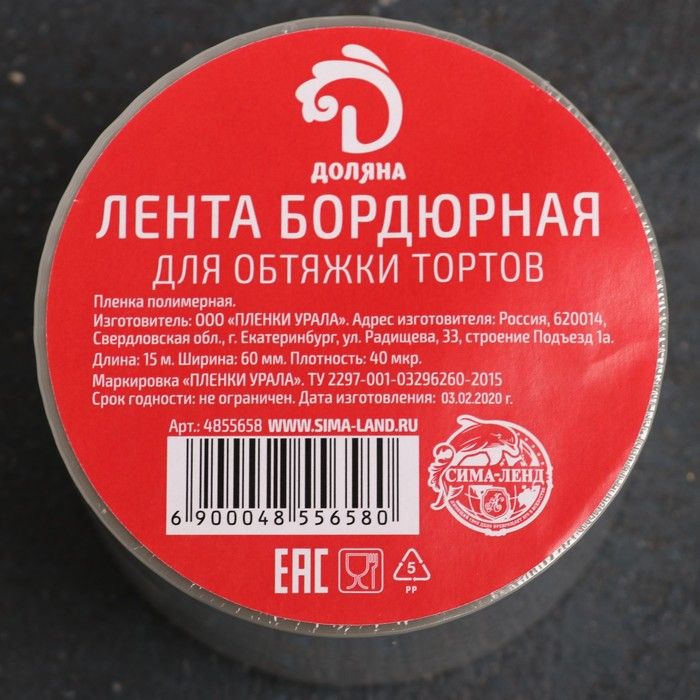 ДОЛЯНА
ЛЕНТА БОРДЮРНАЯ
ДЛЯ ОБТЯЖКИ ТОРТОВ
Пленка полимерная.
Изготовитель: ООО «ПЛЕНКИ УРАЛА». Адрес изготовителя: Россия, 620014,
Свердловская обл., г. Екатеринбург, ул. Радищева, 33, строение Подъезд 1а.
Длина: 15 м. Ширина: 60 мм. Плотность: 40 мкр.
Маркировка «ПЛЕНКИ УРАЛА». ТУ 2297-001-03296260-2015
Срок годности: не ограничен. Дата изготовления: 03.02.2020 г.
Арт.: 4855658 WWW.SIMA-LAND.RU
СИМА-ЛЕНД
6 900048 556580
ЕАС
5
PP